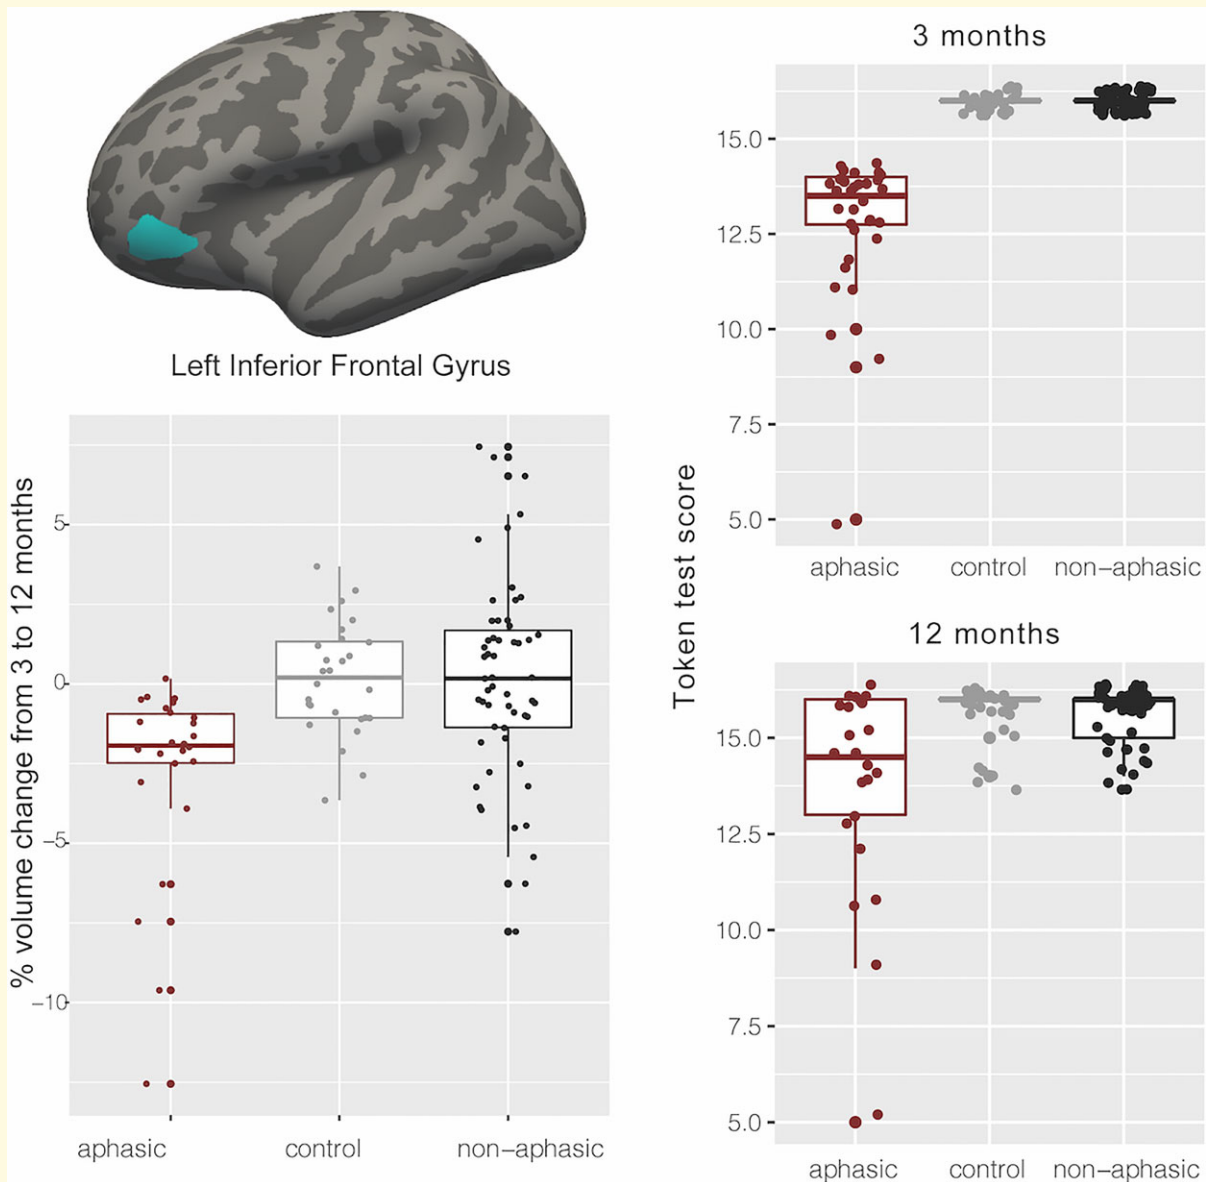 Left Inferior Frontal Gyrus
% volume change from 3 to 12 months
5
0
−5
−10
aphasic
control
non−aphasic
Token test score
3 months
15.0
12.5
10.0
7.5
5.0
aphasic
control
non−aphasic
12 months
15.0
12.5
10.0
7.5
5.0
aphasic
control
non−aphasic